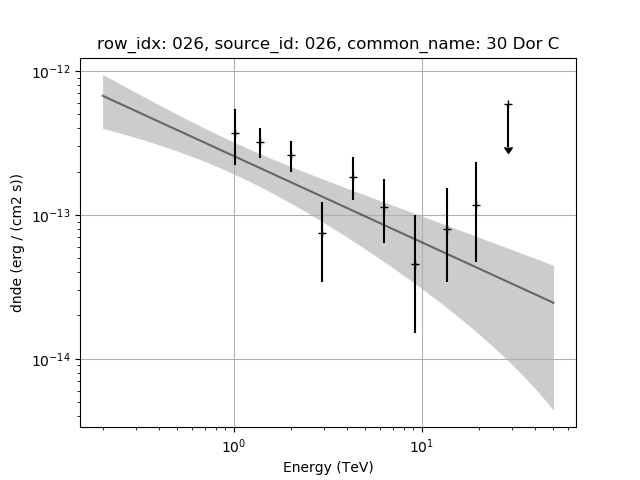 row_idx: 026, source_id: 026, common_name: 30 Dor C
10⁻¹²
10⁻¹³
10⁻¹⁴
dnde (erg / (cm2 s))
10⁰
10¹
Energy (TeV)